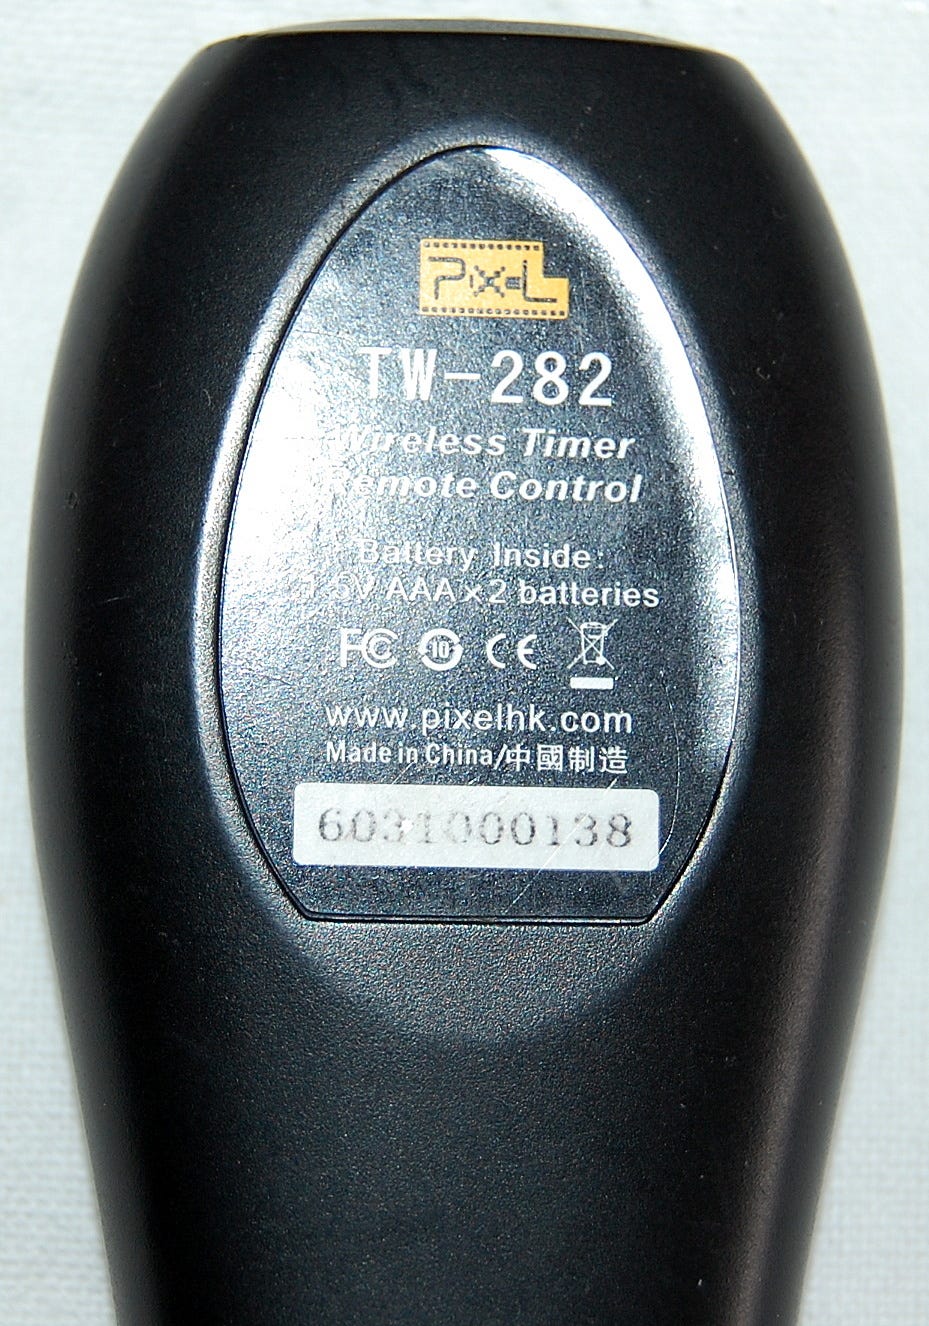 PixeL
TW-282
Wireless Timer
Remote Control
Battery Inside:
1.5V AAA×2 batteries
FC 10 CE
www.pixelhk.com
Made in China/中國制造
6031000138